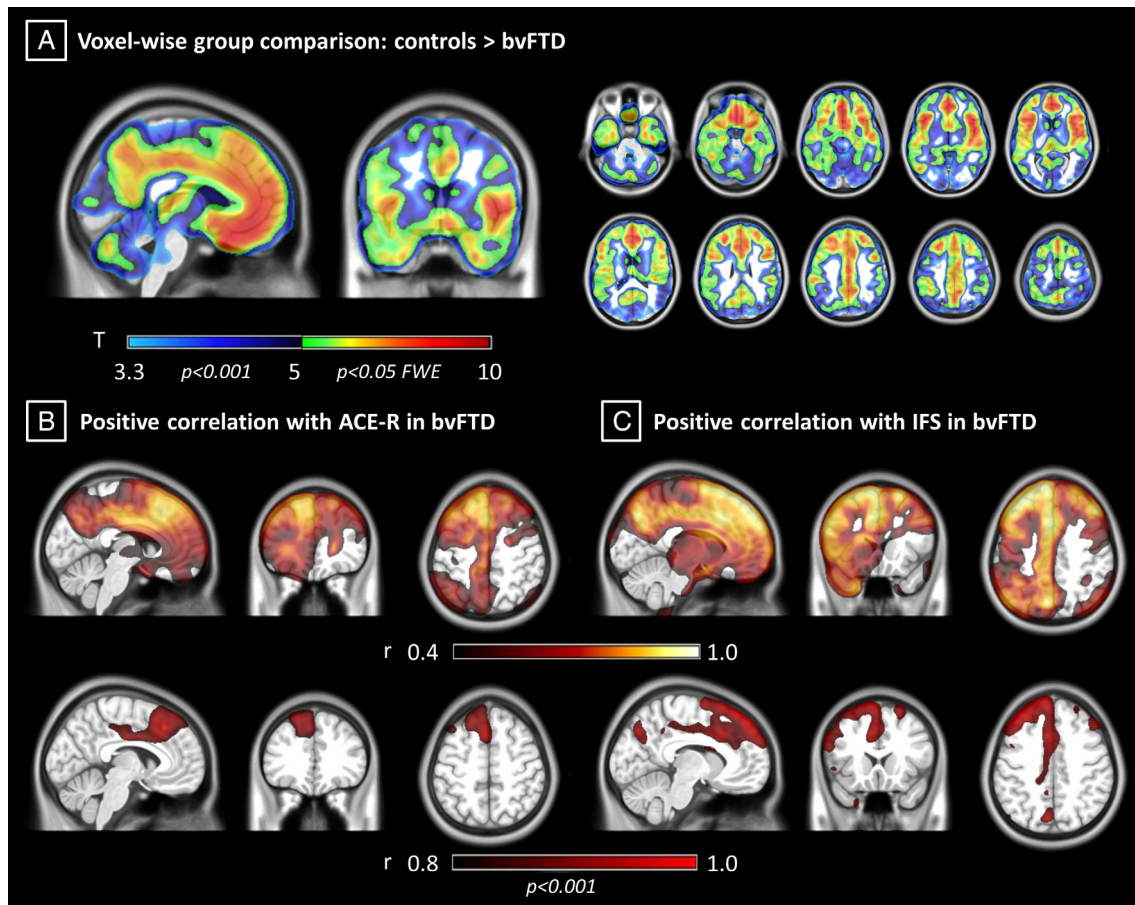 A Voxel-wise group comparison: controls > bvFTD
T
3.3 p<0.001 5 p<0.05 FWE 10
B Positive correlation with ACE-R in bvFTD
C Positive correlation with IFS in bvFTD
r 0.4 1.0
r 0.8 1.0
p<0.001